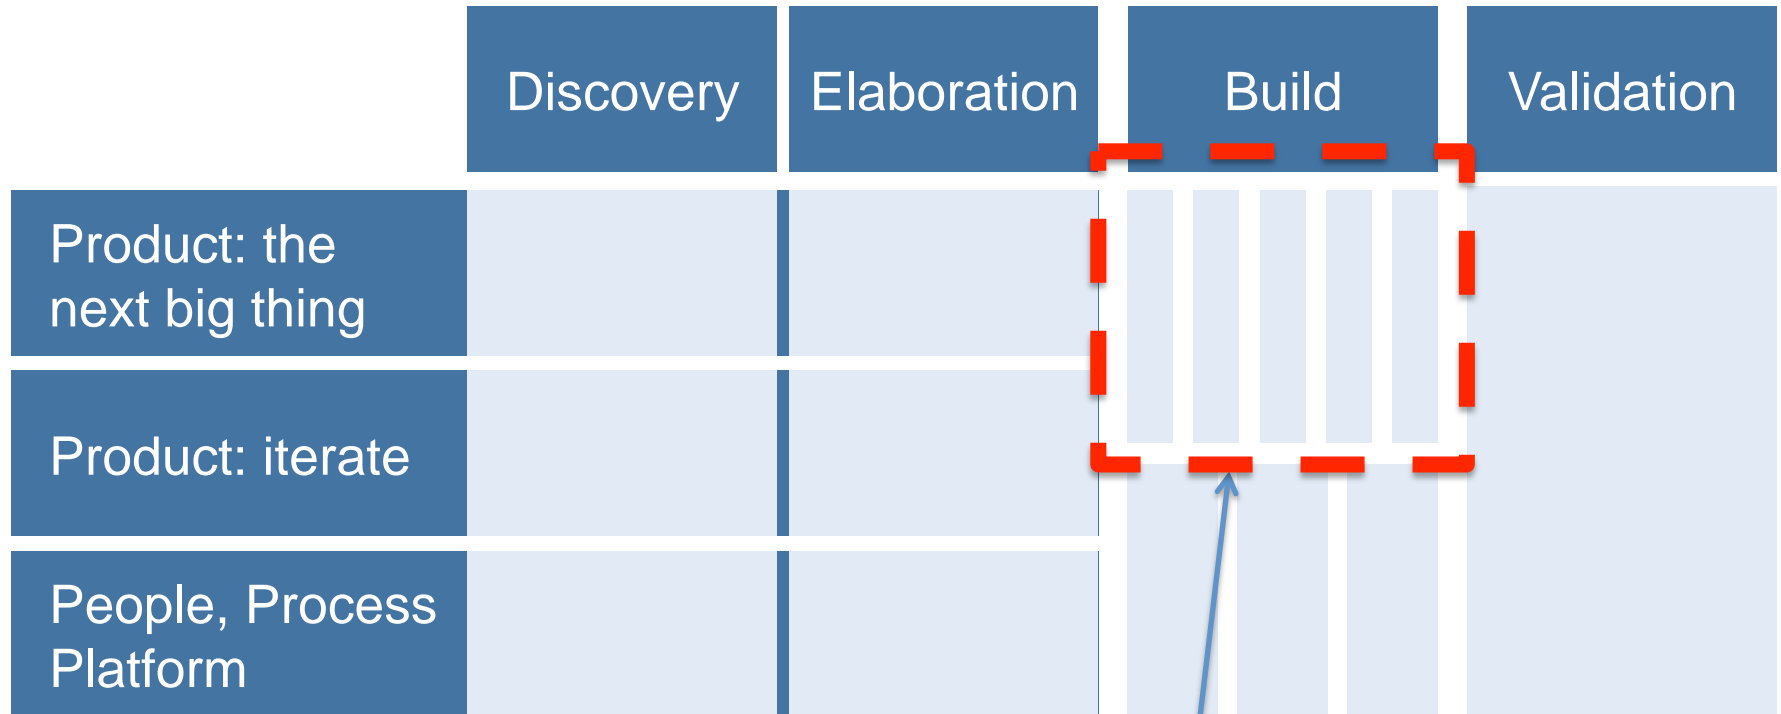 Discovery
Elaboration
Build
Validation
Product: the
next big thing
Product: iterate
People, Process
Platform